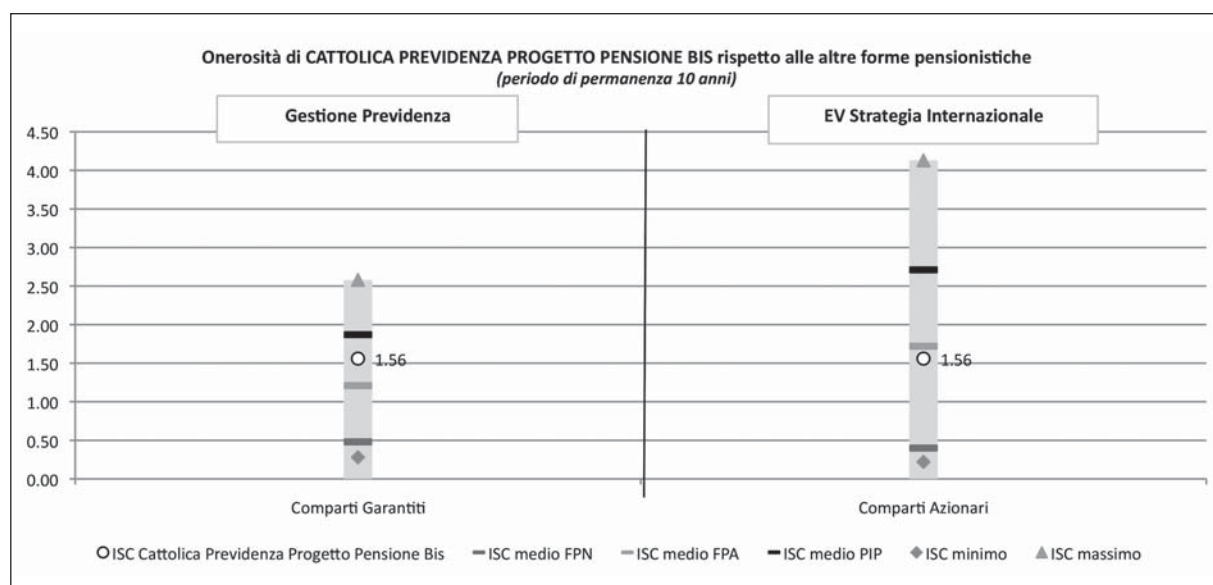 Onerosità di CATTOLICA PREVIDENZA PROGETTO PENSIONE BIS rispetto alle altre forme pensionistiche
(periodo di permanenza 10 anni)
Gestione Previdenza
EV Strategia Internazionale
4.50
4.00
3.50
3.00
2.50
2.00
1.50
1.00
0.50
0.00
1.56
1.56
Comparti Garantiti
Comparti Azionari
ISC Cattolica Previdenza Progetto Pensione Bis
ISC medio FPN
ISC medio FPA
ISC medio PIP
ISC minimo
ISC massimo